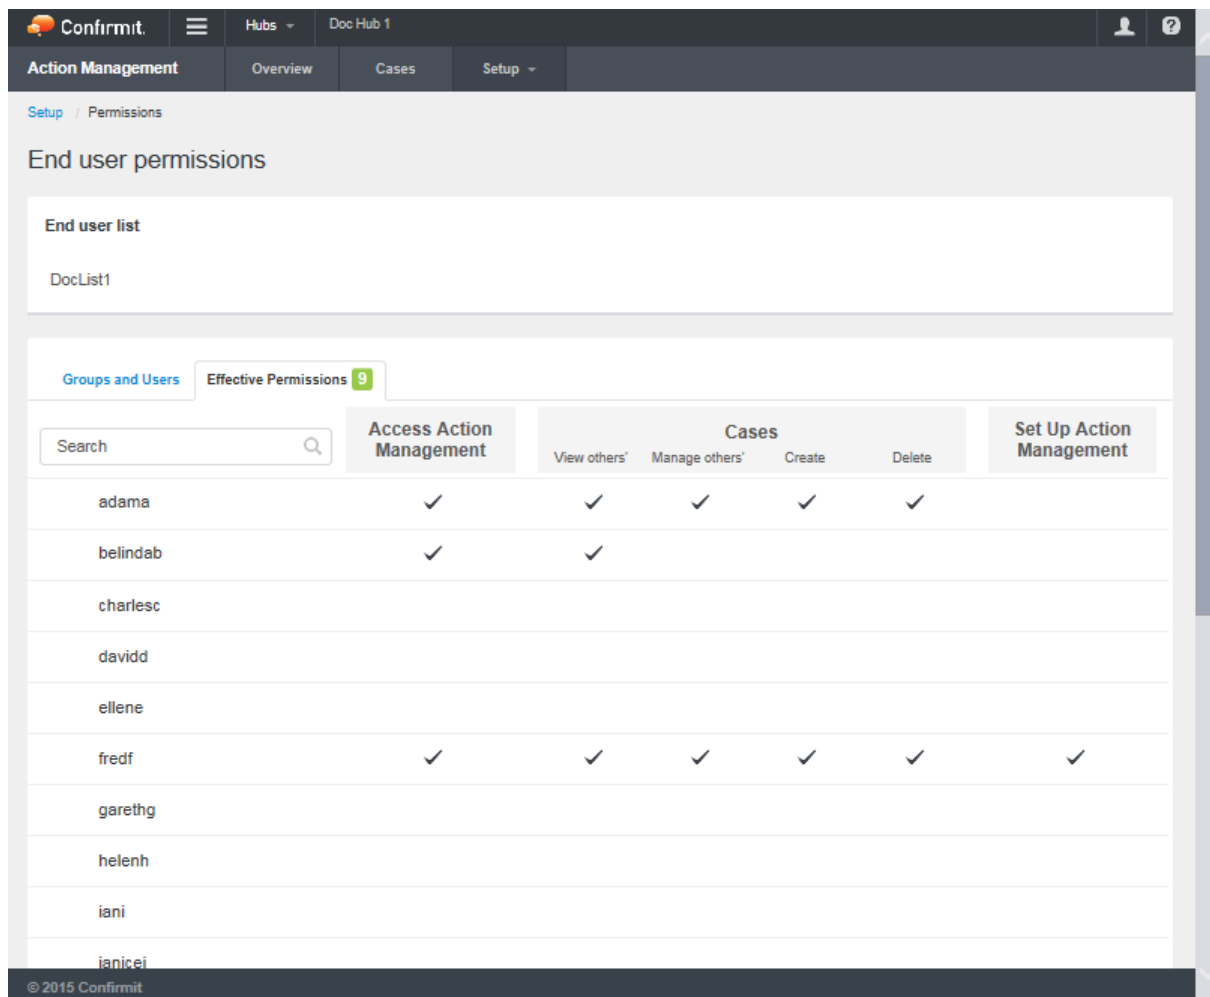 Confirmit. Hubs Doc Hub 1
Action Management Overview Cases Setup
Setup / Permissions
End user permissions
End user list
DocList1
Groups and Users Effective Permissions 9
Search
Access Action Management
Cases
View others' Manage others' Create Delete
Set Up Action Management
adama
belindab
charlesc
davidd
ellene
fredf
garethg
helenh
iani
janicej
© 2015 Confirmit